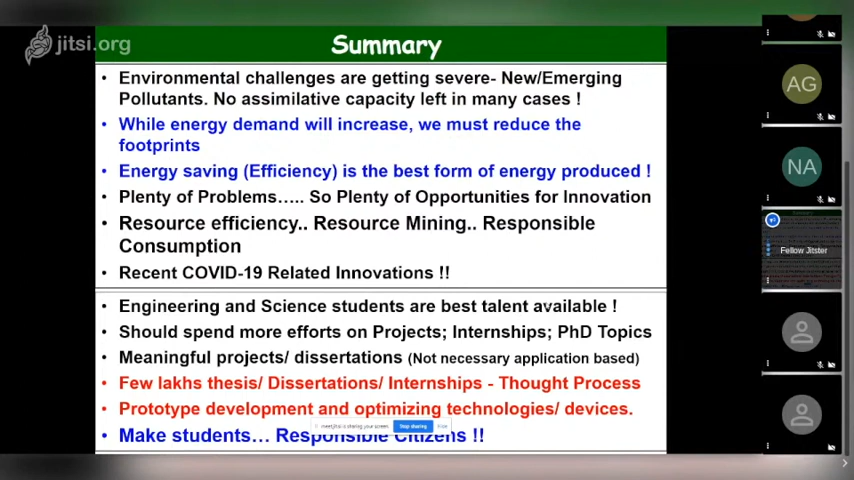 jitsi.org
Summary
• Environmental challenges are getting severe- New/Emerging
Pollutants. No assimilative capacity left in many cases !
• While energy demand will increase, we must reduce the
footprints
• Energy saving (Efficiency) is the best form of energy produced !
• Plenty of Problems….. So Plenty of Opportunities for Innovation
• Resource efficiency.. Resource Mining.. Responsible
Consumption
• Recent COVID-19 Related Innovations !!
• Engineering and Science students are best talent available !
• Should spend more efforts on Projects; Internships; PhD Topics
• Meaningful projects/ dissertations (Not necessary application based)
• Few lakhs thesis/ Dissertations/ Internships - Thought Process
• Prototype development and optimizing technologies/ devices.
is sharing your screen. Stop sharing Hide
• Make students… Responsible Citizens !!
AG
NA
Fellow Jitster